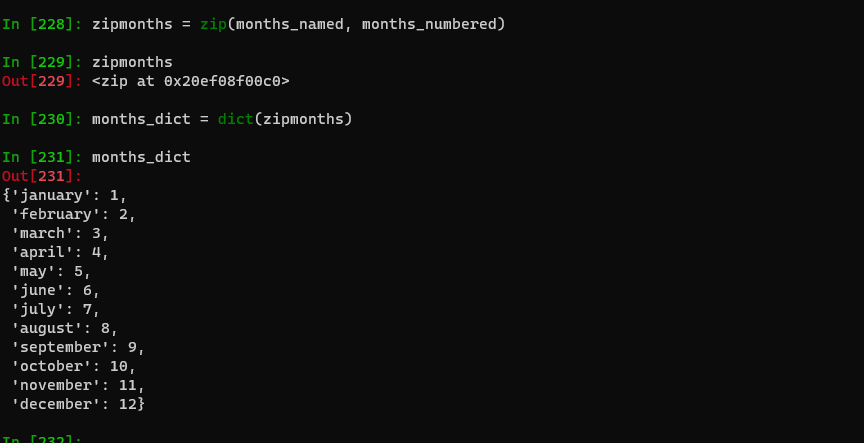 In [228]: zipmonths = zip(months_named, months_numbered)
In [229]: zipmonths
Out[229]: <zip at 0x20ef08f00c0>
In [230]: months_dict = dict(zipmonths)
In [231]: months_dict
Out[231]:
{'january': 1,
 'february': 2,
 'march': 3,
 'april': 4,
 'may': 5,
 'june': 6,
 'july': 7,
 'august': 8,
 'september': 9,
 'october': 10,
 'november': 11,
 'december': 12}
In [232]: